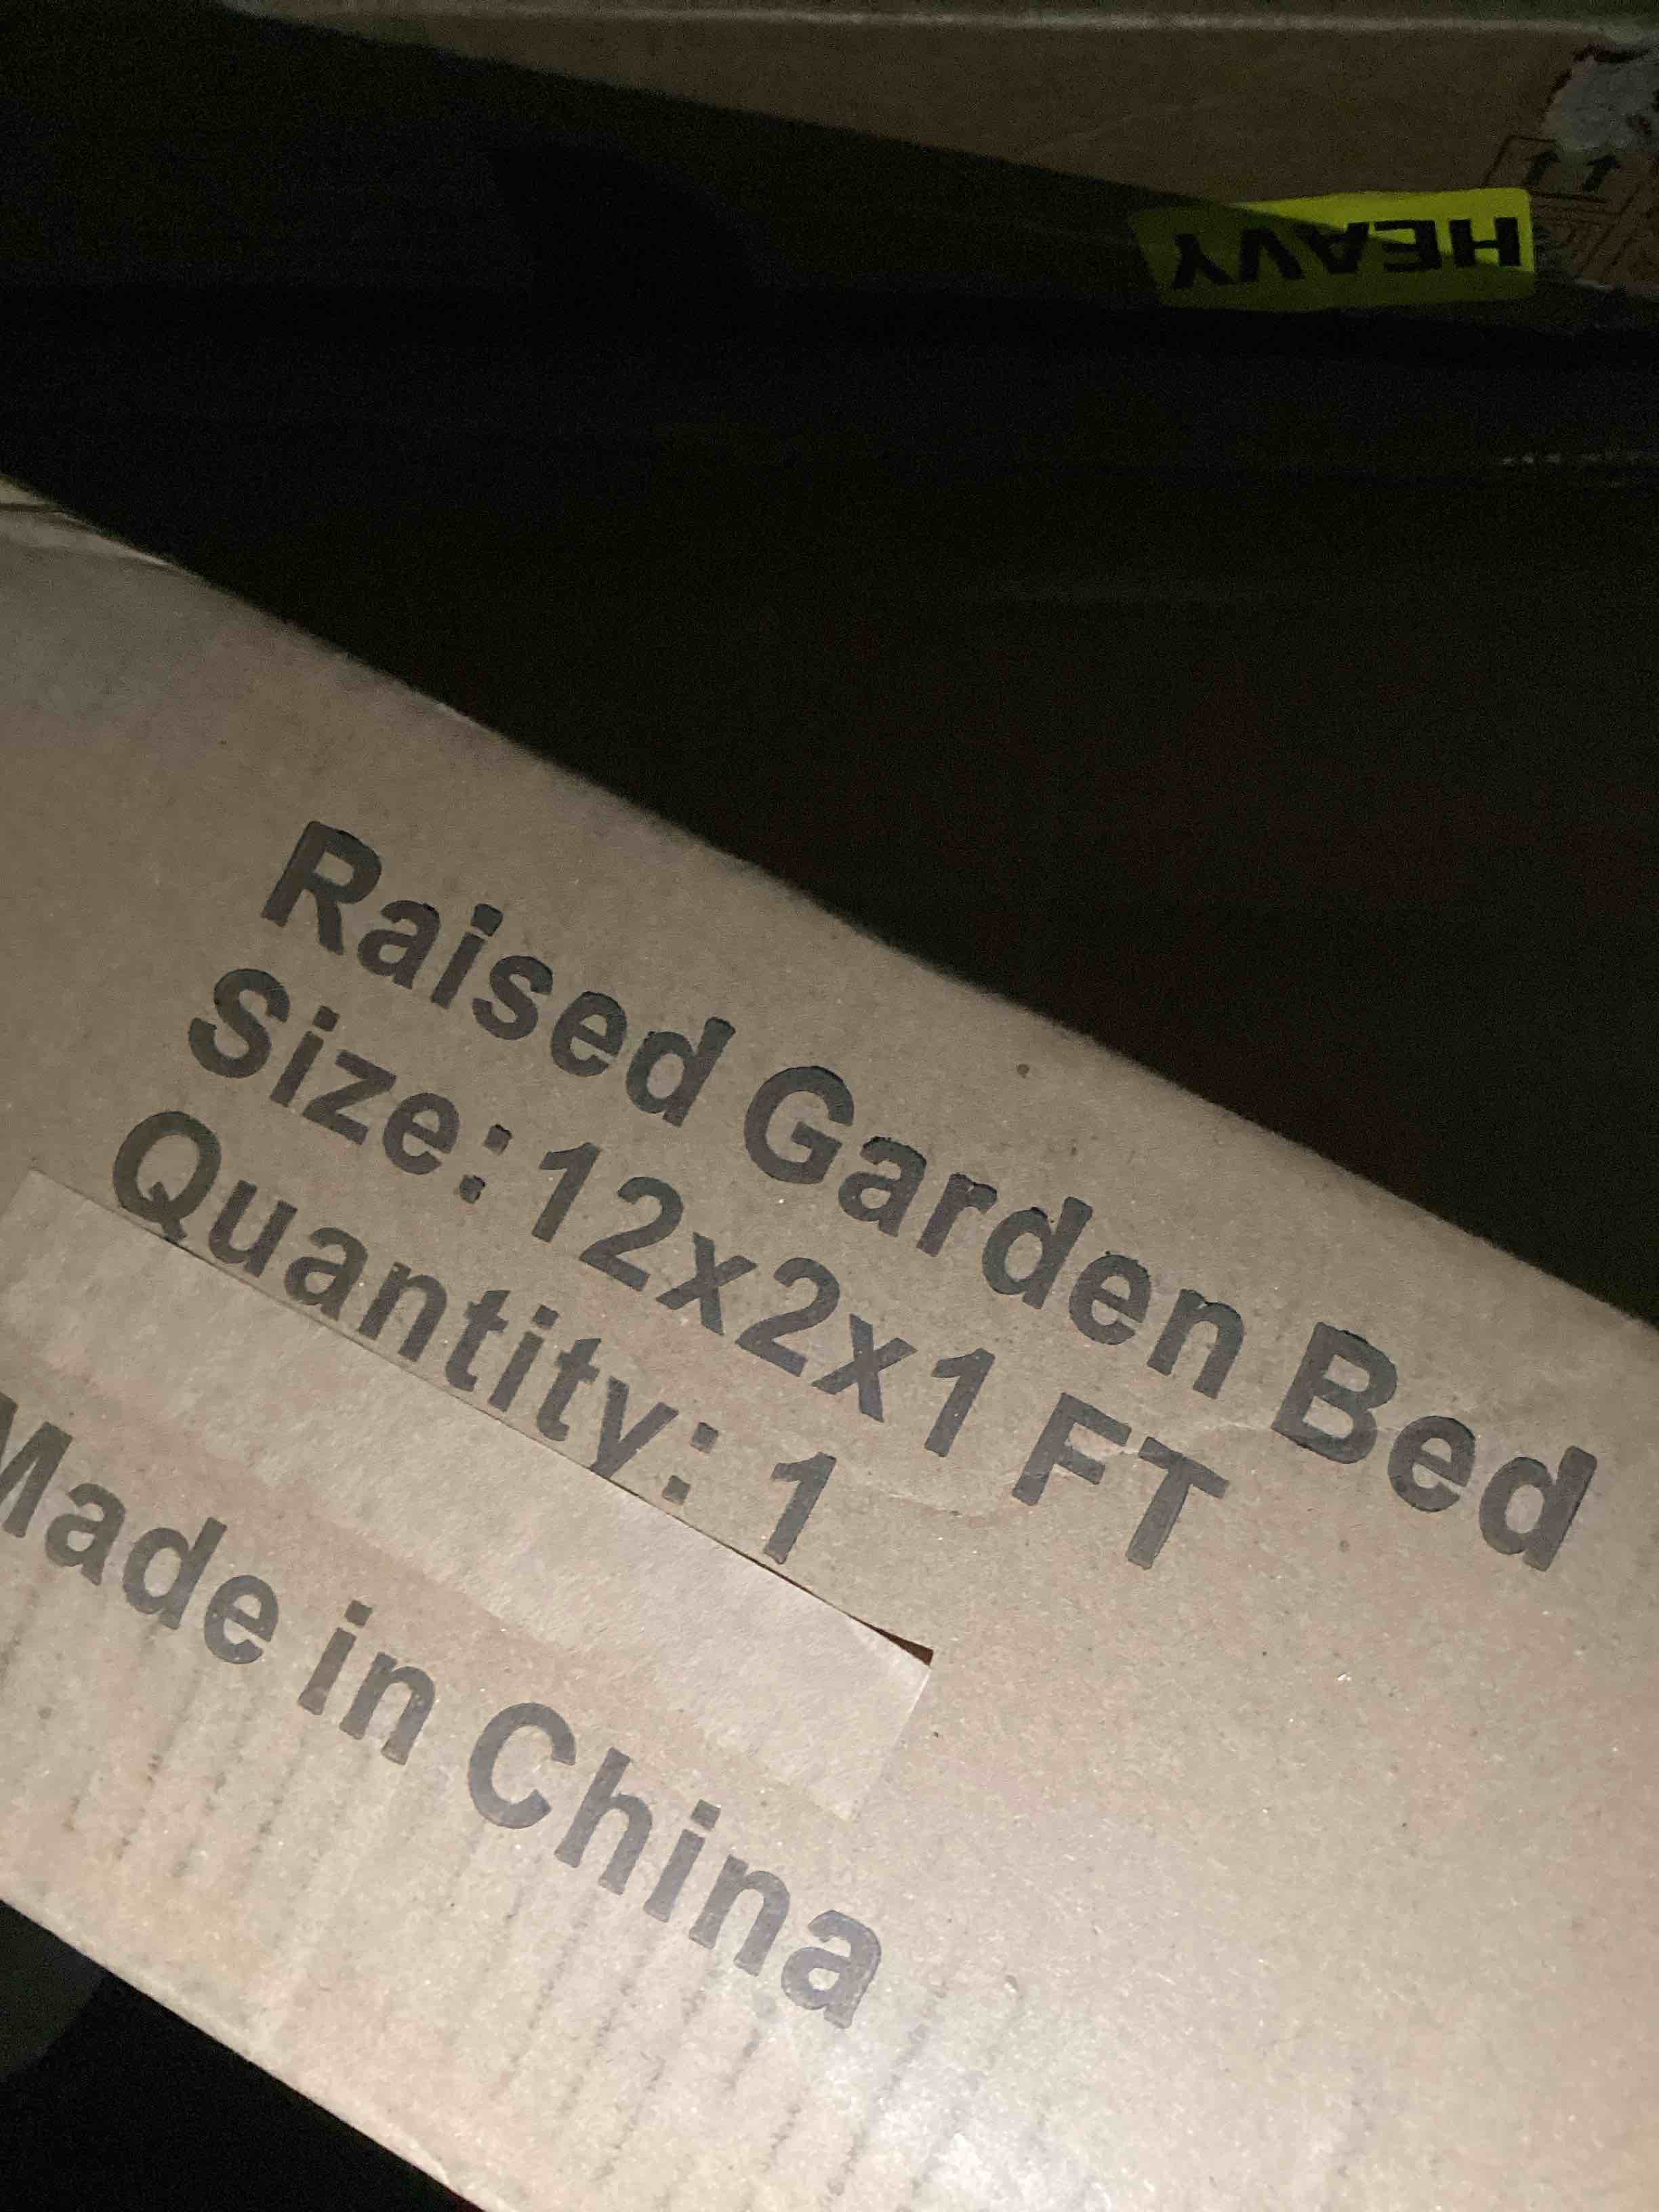 HEAVY
Raised Garden Bed
Size: 12x2x1 FT
Quantity: 1
Made in China